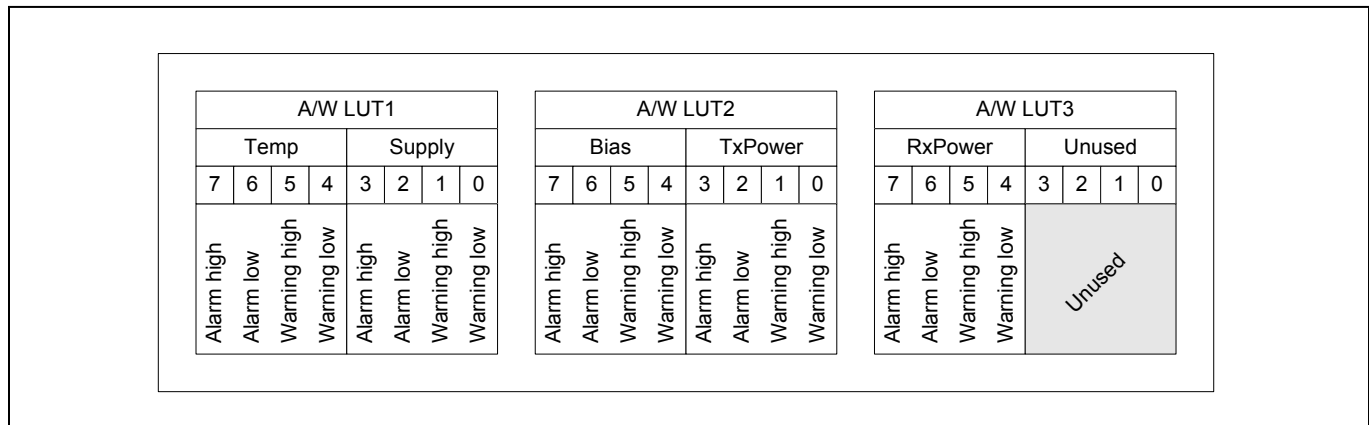 A/W LUT1
Temp Supply
7 6 5 4 3 2 1 0
Alarm high
Alarm low
Warning high
Warning low
Alarm high
Alarm low
Warning high
Warning low
A/W LUT2
Bias TxPower
7 6 5 4 3 2 1 0
Alarm high
Alarm low
Warning high
Warning low
Alarm high
Alarm low
Warning high
Warning low
A/W LUT3
RxPower Unused
7 6 5 4 3 2 1 0
Alarm high
Alarm low
Warning high
Warning low
Unused